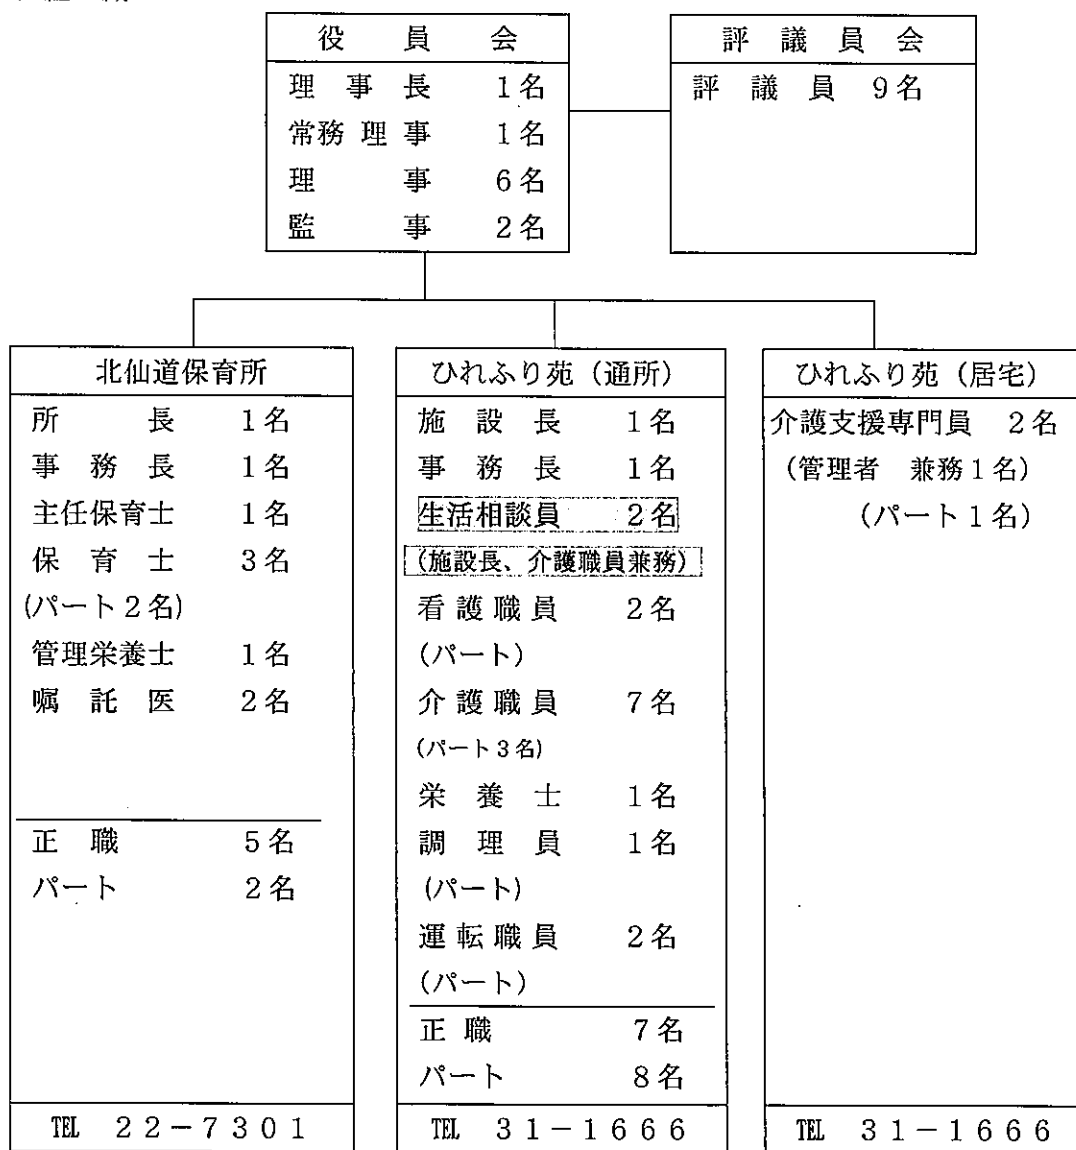 役員会
理事長 1名
常務理事 1名
理事 6名
監事 2名
評議員会
評議員 9名
北仙道保育所
所長 1名
事務長 1名
主任保育士 1名
保育士 3名
(パート2名)
管理栄養士 1名
嘱託医 2名
正職 5名
パート 2名
TEL 22-7301
ひれふり苑（通所）
施設長 1名
事務長 1名
生活相談員 2名
(施設長、介護職員兼務)
看護職員 2名
(パート)
介護職員 7名
(パート3名)
栄養士 1名
調理員 1名
(パート)
運転職員 2名
(パート)
正職 7名
パート 8名
TEL 31-1666
ひれふり苑（居宅）
介護支援専門員 2名
(管理者 兼務1名)
(パート1名)
TEL 31-1666